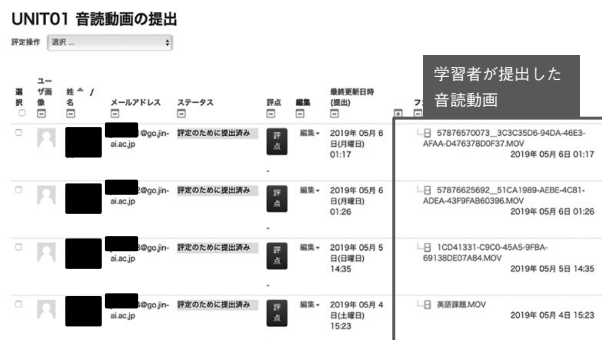 UNIT01 音読動画の提出
評定操作 選択 ...
学習者が提出した
音読動画
選択
ユーザ画像
姓 / 名
メールアドレス
ステータス
評点
編集
最終更新日時
(提出)
ファ
@go.jin-
ai.ac.jp
評定のために提出済み
評点
-
編集
2019年 05月 6
日(月曜日)
01:17
57876570073__3C3C35D6-94DA-46E3-
AFAA-D476378D0F37.MOV
2019年 05月 6日 01:17
@go.jin-
ai.ac.jp
評定のために提出済み
評点
-
編集
2019年 05月 6
日(月曜日)
01:26
57876625692__51CA1989-AEBE-4C81-
ADEA-43F9FAB60396.MOV
2019年 05月 6日 01:26
8@go.jin-
ai.ac.jp
評定のために提出済み
評点
-
編集
2019年 05月 5
日(日曜日)
14:35
1CD41331-C9C0-45A5-9FBA-
69138DE07A84.MOV
2019年 05月 5日 14:35
@go.jin-
ai.ac.jp
評定のために提出済み
評点
編集
2019年 05月 4
日(土曜日)
15:23
英語課題.MOV
2019年 05月 4日 15:23